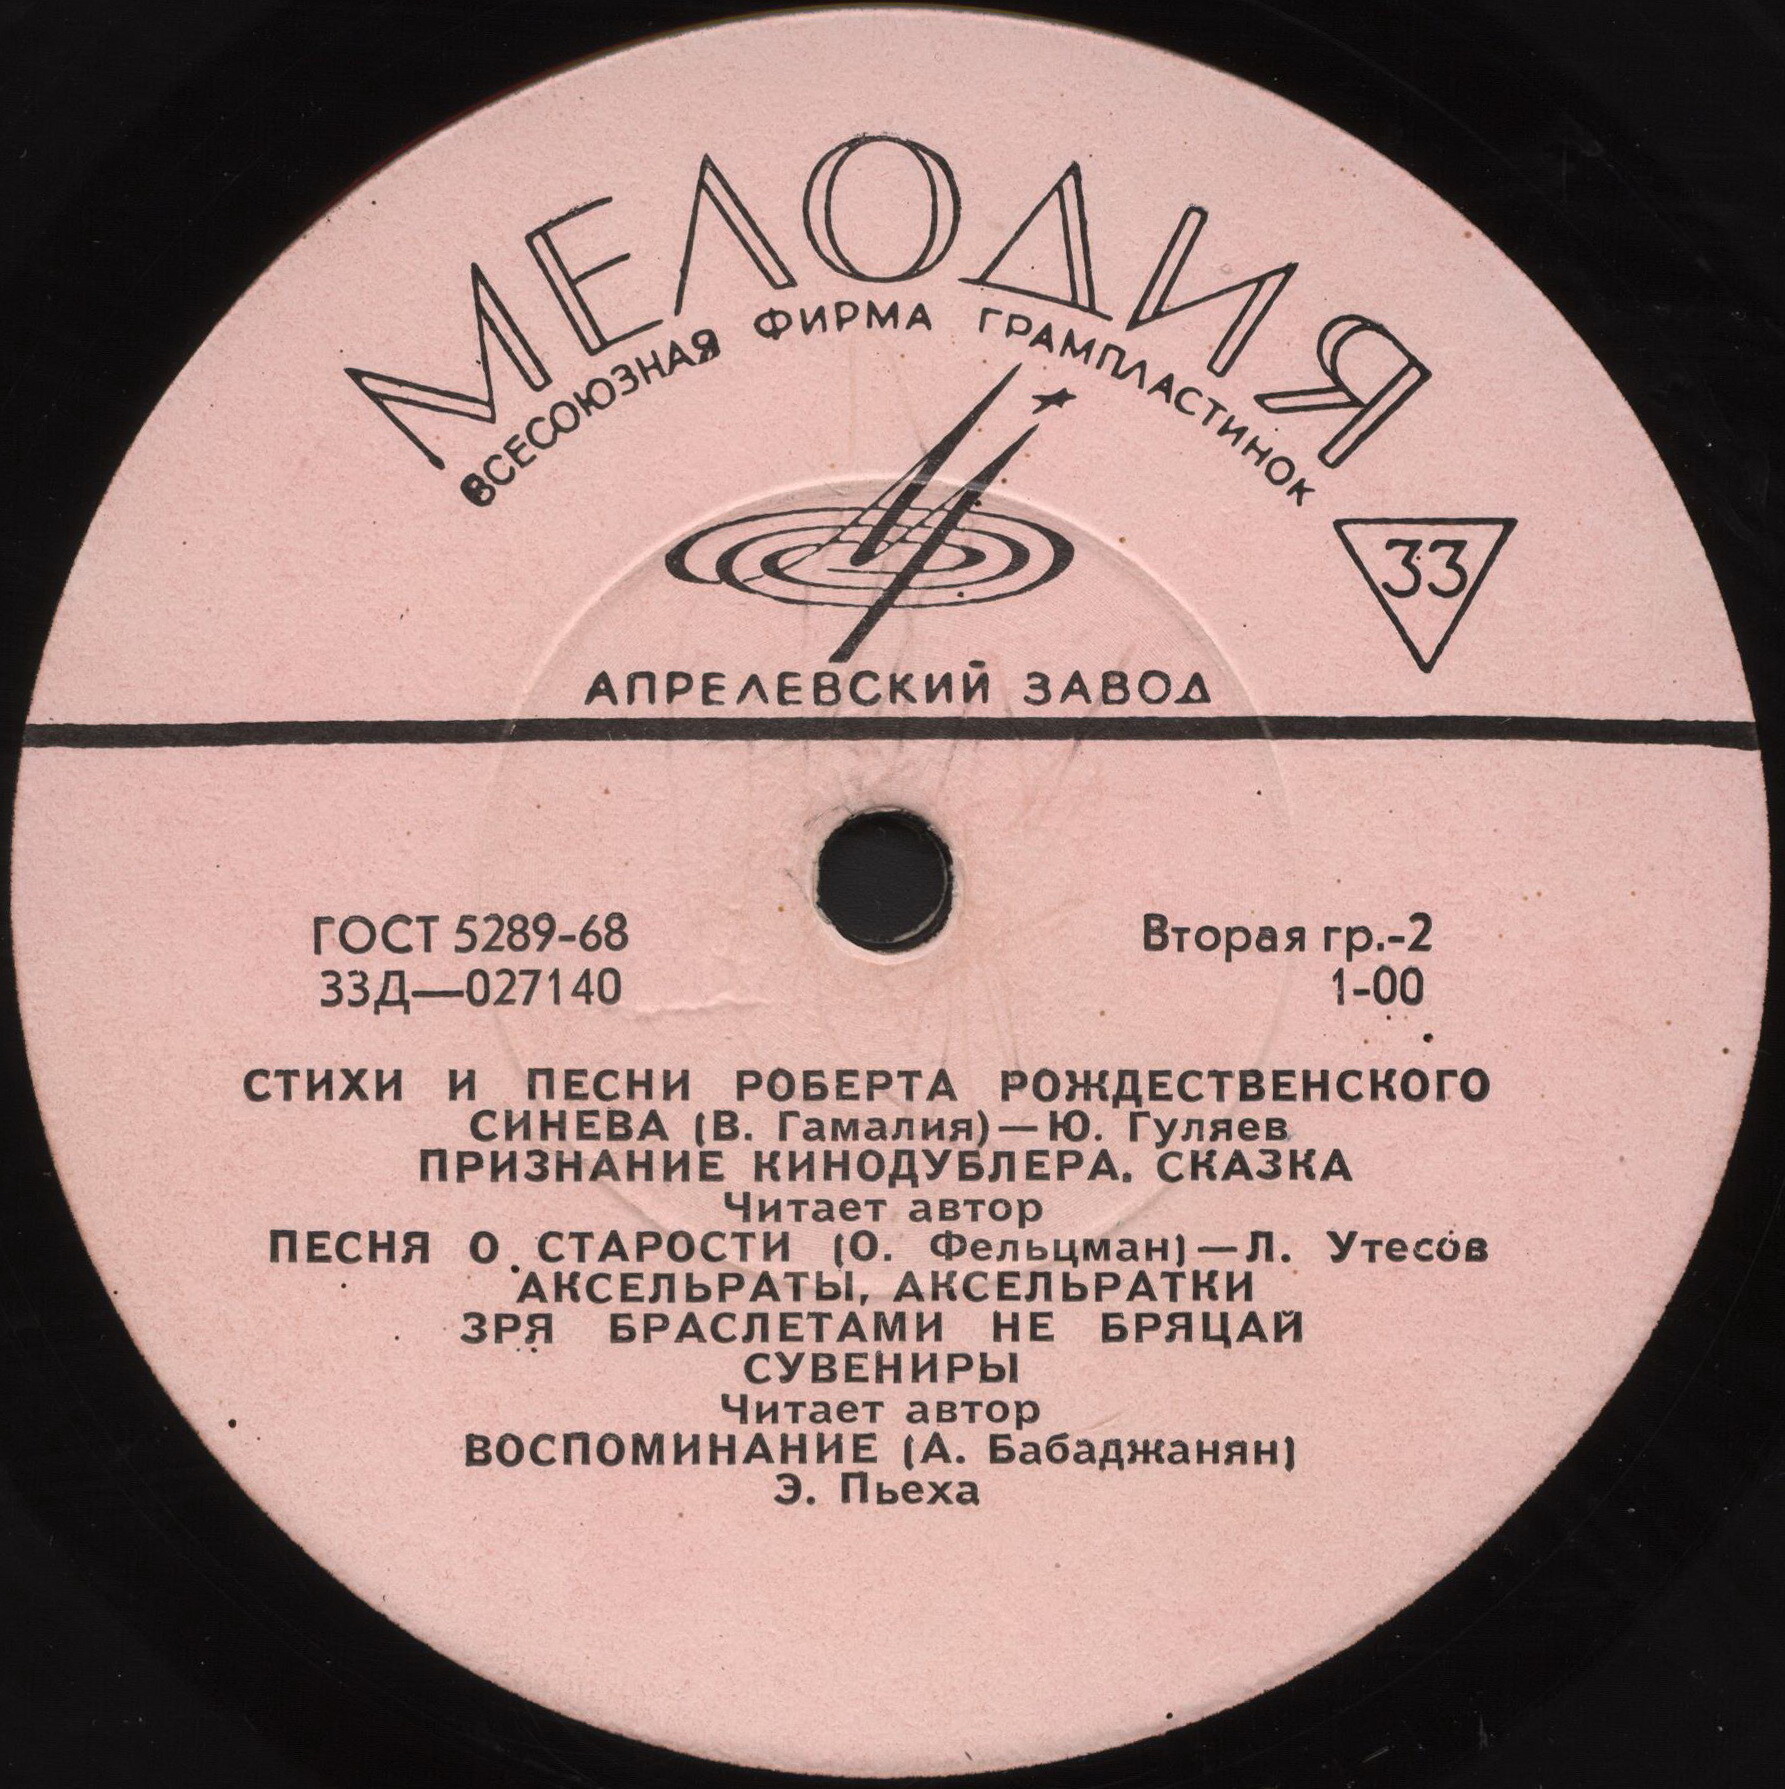 МЕЛОДИЯ
ВСЕСОЮЗНАЯ ФИРМА ГРАМПЛАСТИНОК
33
АПРЕЛЕВСКИЙ ЗАВОД
ГОСТ 5289-68 Вторая гр.-2
33Д—027140 1-00
СТИХИ И ПЕСНИ РОБЕРТА РОЖДЕСТВЕНСКОГО
СИНЕВА (В. Гамалия)—Ю. Гуляев
ПРИЗНАНИЕ КИНОДУБЛЕРА. СКАЗКА
Читает автор
ПЕСНЯ О СТАРОСТИ (О. Фельцман)—Л. Утесов
АКСЕЛЬРАТЫ, АКСЕЛЬРАТКИ
ЗРЯ БРАСЛЕТАМИ НЕ БРЯЦАЙ
СУВЕНИРЫ
Читает автор
ВОСПОМИНАНИЕ (А. Бабаджанян)
Э. Пьеха